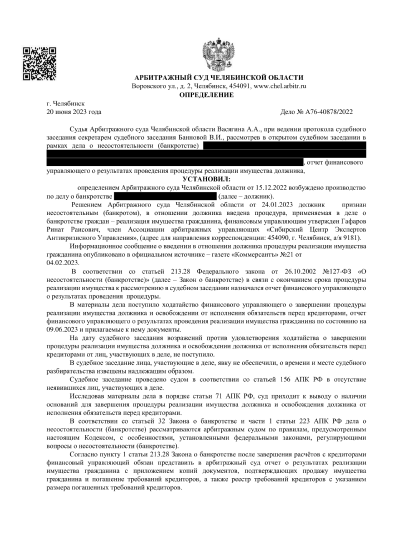 АРБИТРАЖНЫЙ СУД ЧЕЛЯБИНСКОЙ ОБЛАСТИ
Воровского ул., д. 2, Челябинск, 454091, www.chel.arbitr.ru
ОПРЕДЕЛЕНИЕ
г. Челябинск
20 июня 2023 года Дело № А76-40878/2022
Судья Арбитражного суда Челябинской области Васягина А.А., при ведении протокола судебного
заседания секретарем судебного заседания Банновой В.И., рассмотрев в открытом судебном заседании в
рамках дела о несостоятельности (банкротстве)
, отчет финансового
управляющего о результатах проведения процедуры реализации имущества должника,
УСТАНОВИЛ:
определением Арбитражного суда Челябинской области от 15.12.2022 возбуждено производство
по делу о банкротстве (далее – должник).
Решением Арбитражного суда Челябинской области от 24.01.2023 должник признан
несостоятельным (банкротом), в отношении должника введена процедура, применяемая в деле о
банкротстве граждан - реализация имущества гражданина, финансовым управляющим утвержден Гафаров
Ринат Раисович, член Ассоциации арбитражных управляющих «Сибирский Центр Экспертов
Антикризисного Управления», (адрес для направления корреспонденции: 454090, г. Челябинск, а/я 9181).
Информационное сообщение о введении в отношении должника процедуры реализации имущества
гражданина опубликовано в официальном источнике – газете «Коммерсантъ» №21 от
04.02.2023.
В соответствии со статьей 213.28 Федерального закона от 26.10.2002 №127-ФЗ «О
несостоятельности (банкротстве)» (далее – Закон о банкротстве) в связи с окончанием срока процедуры
реализации имущества к рассмотрению в судебном заседании назначался отчет финансового управляющего
о результатах проведения процедуры.
В материалы дела поступило ходатайство финансового управляющего о завершении процедуры
реализации имущества должника и освобождении от исполнения обязательств перед кредиторами, отчет
финансового управляющего о результатах проведения реализации имущества гражданина по состоянию на
09.06.2023 и прилагаемые к нему документы.
На дату судебного заседания возражений против удовлетворения ходатайства о завершении
процедуры реализации имущества должника и освобождения должника от исполнения обязательств перед
кредиторами от лиц, участвующих в деле, не поступило.
В судебное заседание лица, участвующие в деле, явку не обеспечили, о времени и месте судебного
разбирательства извещены надлежащим образом.
Судебное заседание проведено судом в соответствии со статьей 156 АПК РФ в отсутствие
неявившихся лиц, участвующих в деле.
Исследовав материалы дела в порядке статьи 71 АПК РФ, суд приходит к выводу о наличии
оснований для завершения процедуры реализации имущества должника и освобождения должника от
исполнения обязательств перед кредиторами.
В соответствии со статьей 32 Закона о банкротстве и части 1 статьи 223 АПК РФ дела о
несостоятельности (банкротстве) рассматриваются арбитражным судом по правилам, предусмотренным
настоящим Кодексом, с особенностями, установленными федеральными законами, регулирующими
вопросы о несостоятельности (банкротстве).
Согласно пункту 1 статьи 213.28 Закона о банкротстве после завершения расчётов с кредиторами
финансовый управляющий обязан представить в арбитражный суд отчет о результатах реализации
имущества гражданина с приложением копий документов, подтверждающих продажу имущества
гражданина и погашение требований кредиторов, а также реестр требований кредиторов с указанием
размера погашенных требований кредиторов.